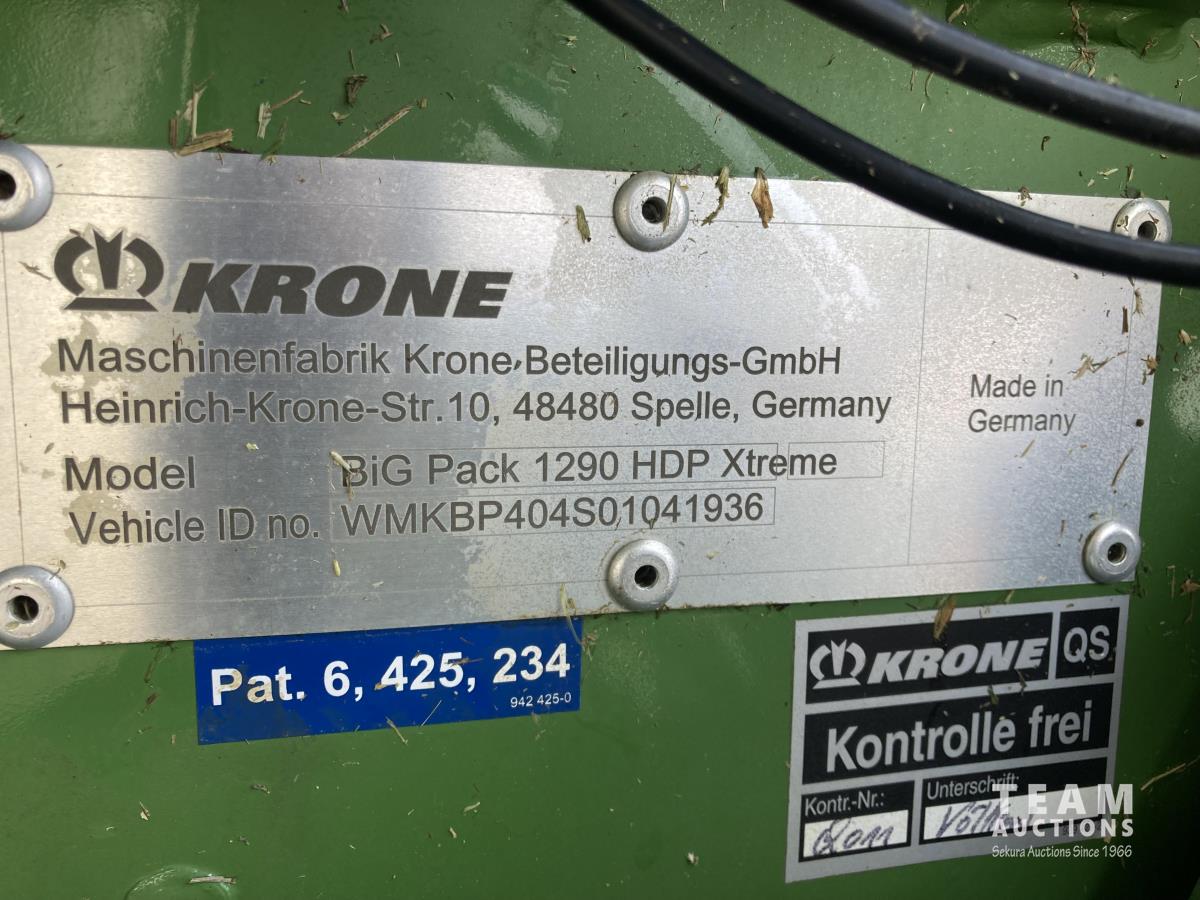 KRONE
Maschinenfabrik Krone Beteiligungs-GmbH
Heinrich-Krone-Str.10, 48480 Spelle, Germany
Model BiG Pack 1290 HDP Xtreme
Vehicle ID no. WMKBP404S01041936
Made in
Germany
Pat. 6, 425, 234
942 425-0
KRONE QS
Kontrolle frei
Kontr.-Nr.:
Unterschrift:
TEAM
AUCTIONS
Sekura Auctions Since 1966